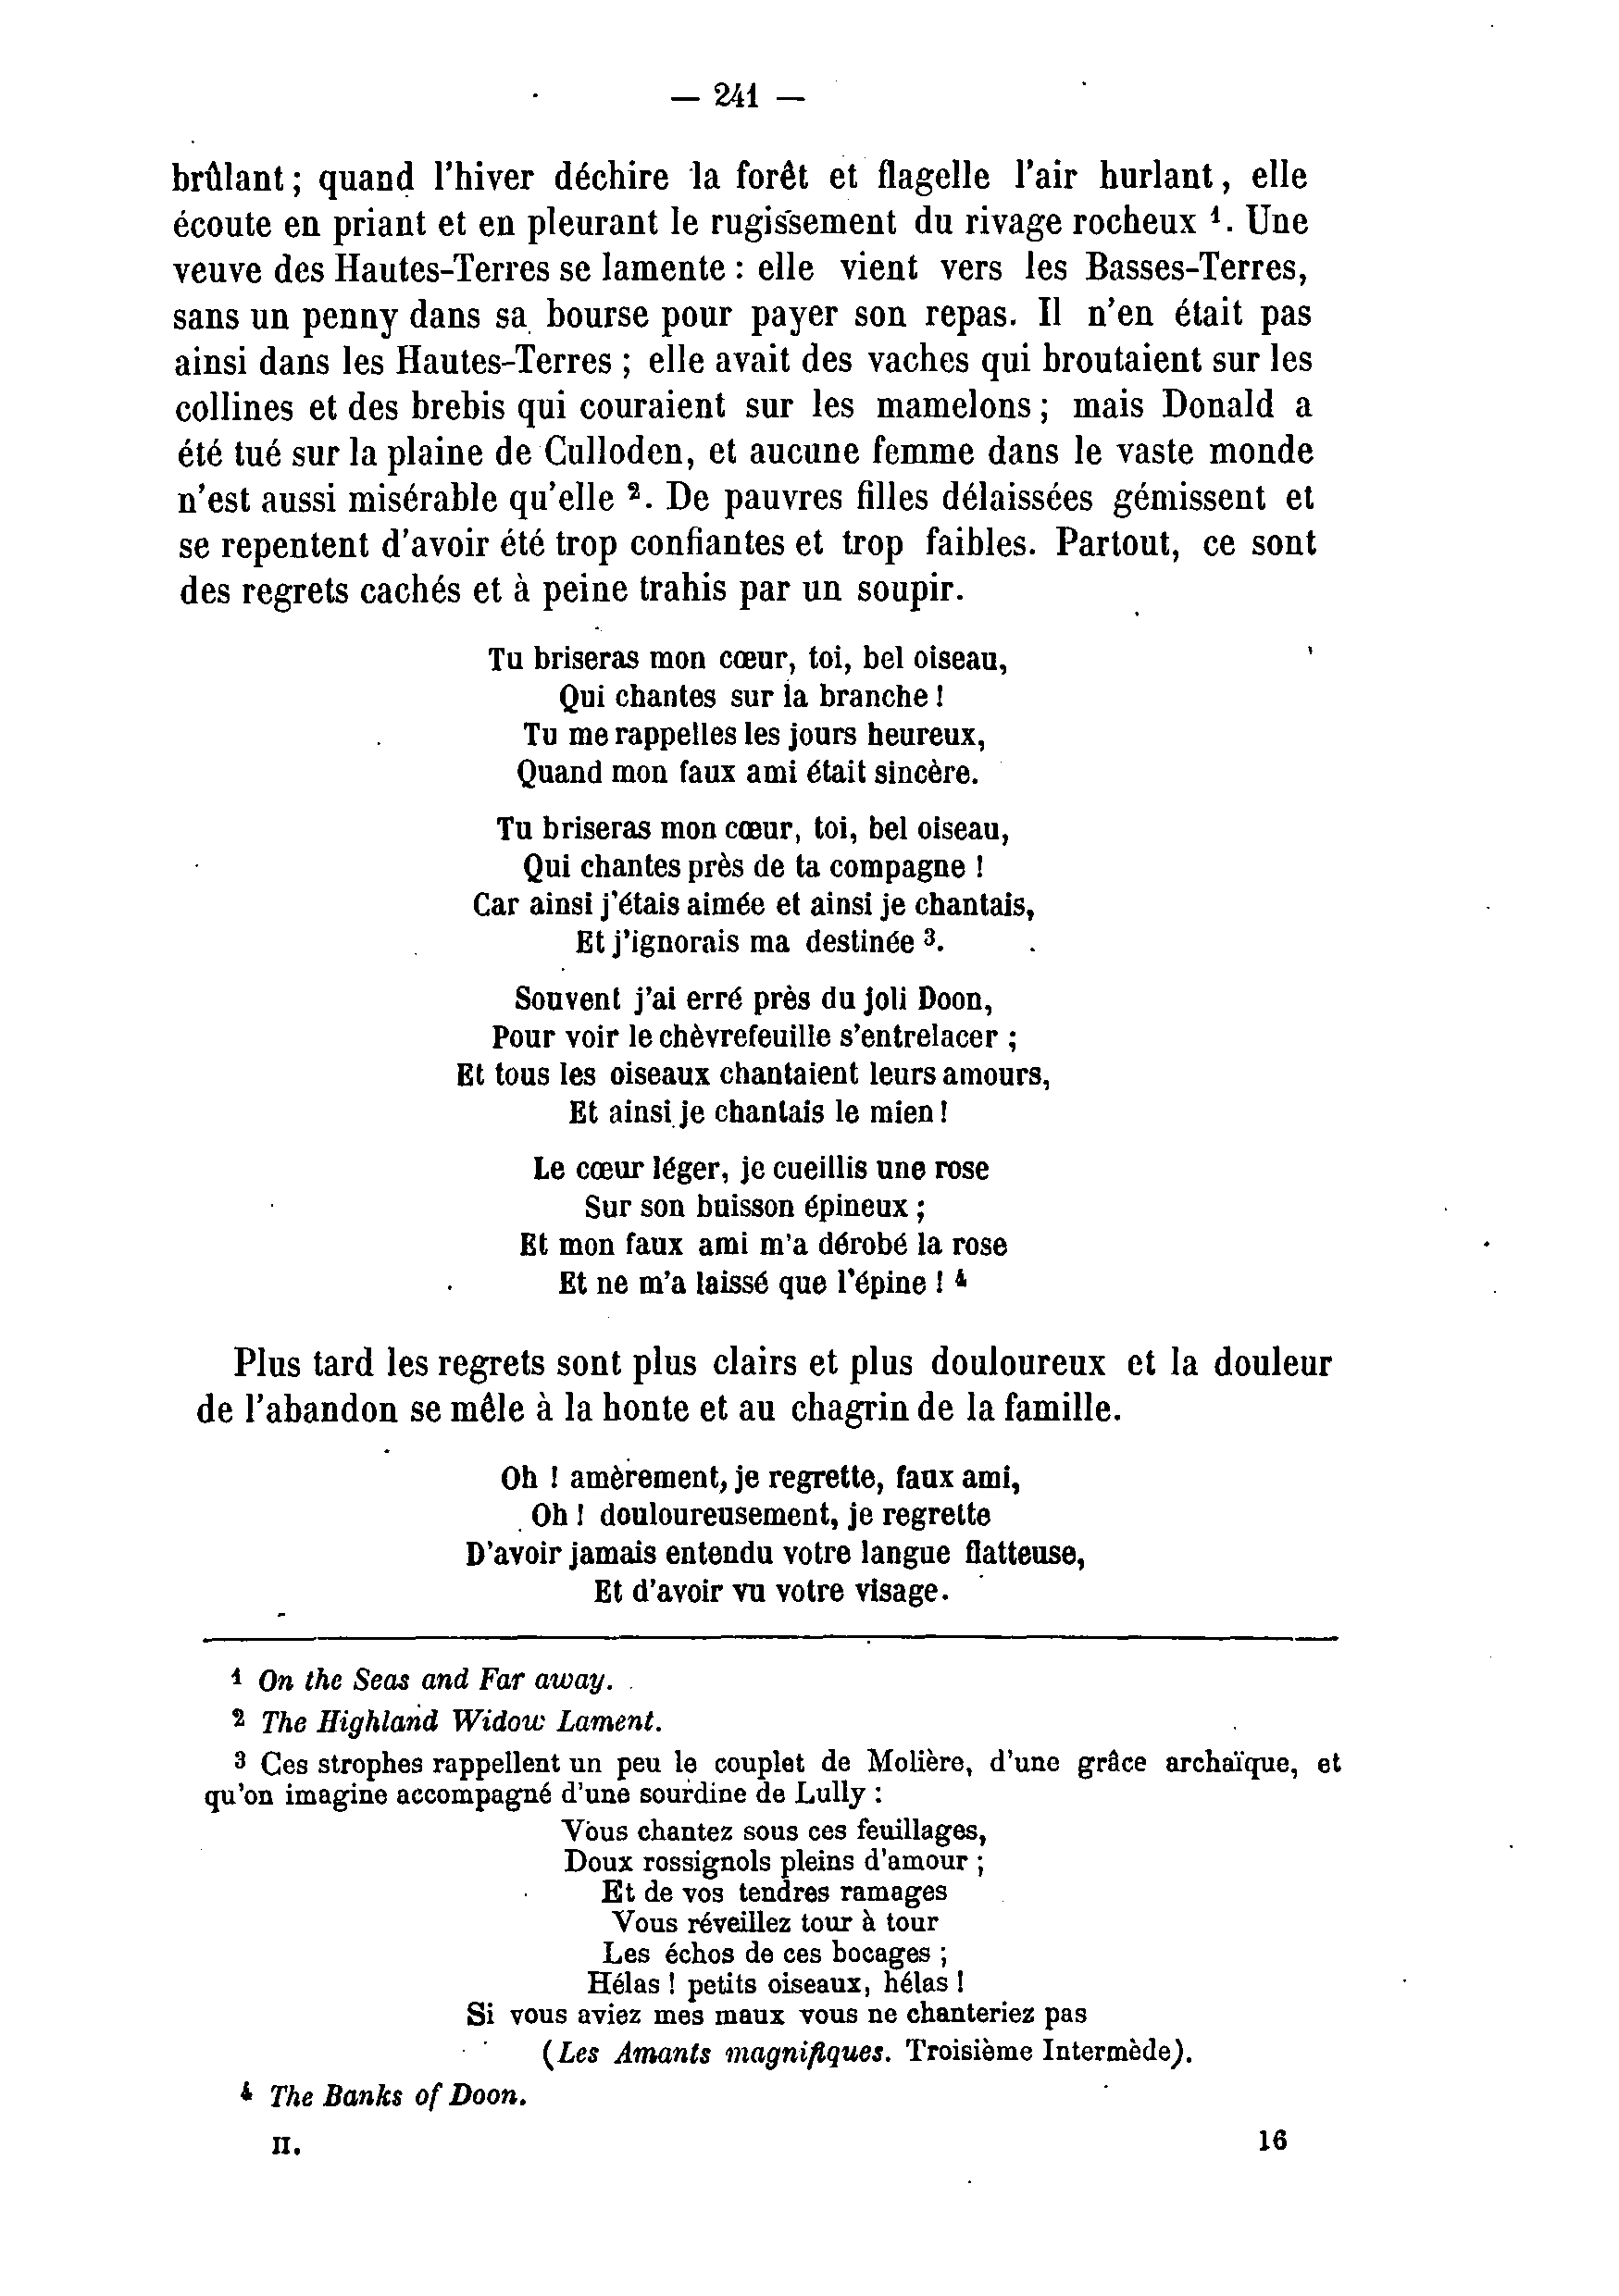 — 241 —
brûlant ; quand l'hiver déchire la forêt et flagelle l'air hurlant, elle
écoute en priant et en pleurant le rugissement du rivage rocheux ¹. Une
veuve des Hautes-Terres se lamente : elle vient vers les Basses-Terres,
sans un penny dans sa bourse pour payer son repas. Il n'en était pas
ainsi dans les Hautes-Terres ; elle avait des vaches qui broutaient sur les
collines et des brebis qui couraient sur les mamelons ; mais Donald a
été tué sur la plaine de Culloden, et aucune femme dans le vaste monde
n'est aussi misérable qu'elle ². De pauvres filles délaissées gémissent et
se repentent d'avoir été trop confiantes et trop faibles. Partout, ce sont
des regrets cachés et à peine trahis par un soupir.
Tu briseras mon cœur, toi, bel oiseau,
Qui chantes sur la branche !
Tu me rappelles les jours heureux,
Quand mon faux ami était sincère.
Tu briseras mon cœur, toi, bel oiseau,
Qui chantes près de ta compagne !
Car ainsi j'étais aimée et ainsi je chantais,
Et j'ignorais ma destinée ³.
Souvent j'ai erré près du joli Doon,
Pour voir le chèvrefeuille s'entrelacer ;
Et tous les oiseaux chantaient leurs amours,
Et ainsi je chantais le mien !
Le cœur léger, je cueillis une rose
Sur son buisson épineux ;
Et mon faux ami m'a dérobé la rose
Et ne m'a laissé que l'épine ! ⁴
Plus tard les regrets sont plus clairs et plus douloureux et la douleur
de l'abandon se mêle à la honte et au chagrin de la famille.
Oh ! amèrement, je regrette, faux ami,
Oh ! douloureusement, je regrette
D'avoir jamais entendu votre langue flatteuse,
Et d'avoir vu votre visage.
¹ On the Seas and Far away.
² The Highland Widow Lament.
³ Ces strophes rappellent un peu le couplet de Molière, d'une grâce archaïque, et
qu'on imagine accompagné d'une sourdine de Lully :
Vous chantez sous ces feuillages,
Doux rossignols pleins d'amour ;
Et de vos tendres ramages
Vous réveillez tour à tour
Les échos de ces bocages ;
Hélas ! petits oiseaux, hélas !
Si vous aviez mes maux vous ne chanteriez pas
(Les Amants magnifiques. Troisième Intermède).
⁴ The Banks of Doon.
II. 16